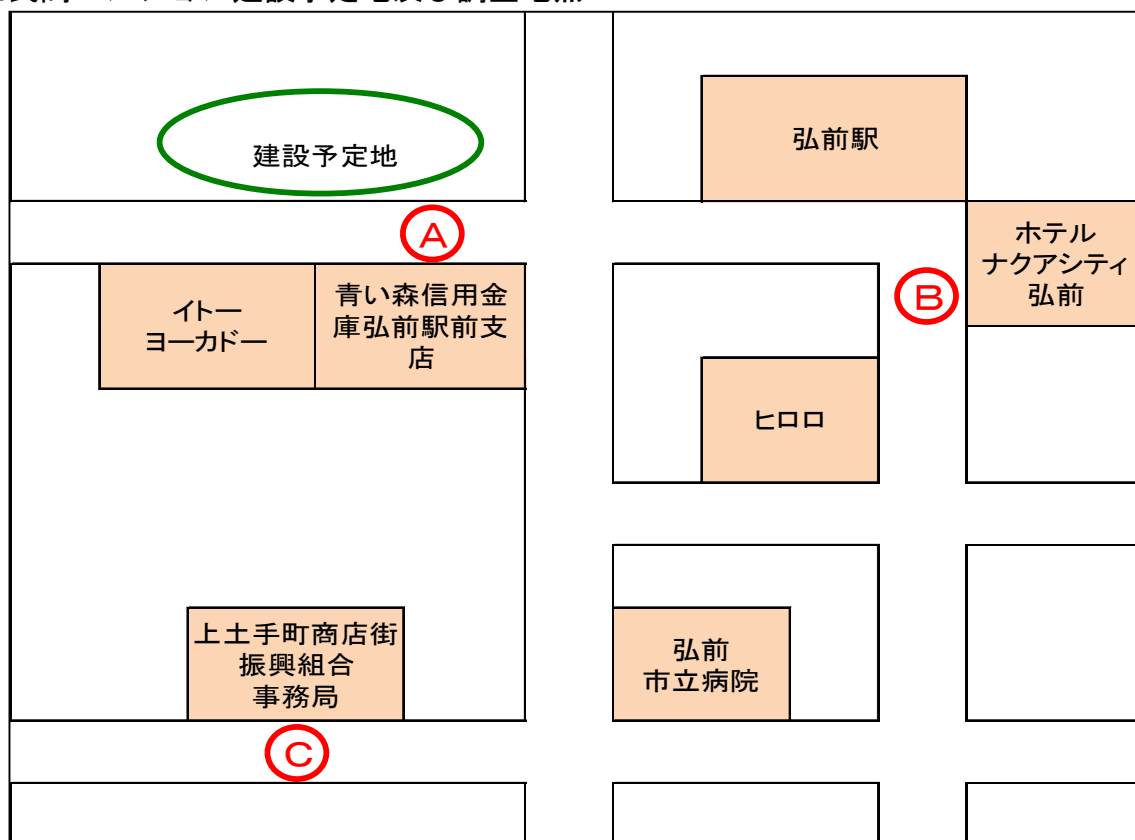 建設予定地
弘前駅
A
ホテル
ナクアシティ
弘前
B
イトー
ヨーカドー
青い森信用金
庫弘前駅前支
店
ヒロロ
上土手町商店街
振興組合
事務局
弘前
市立病院
C